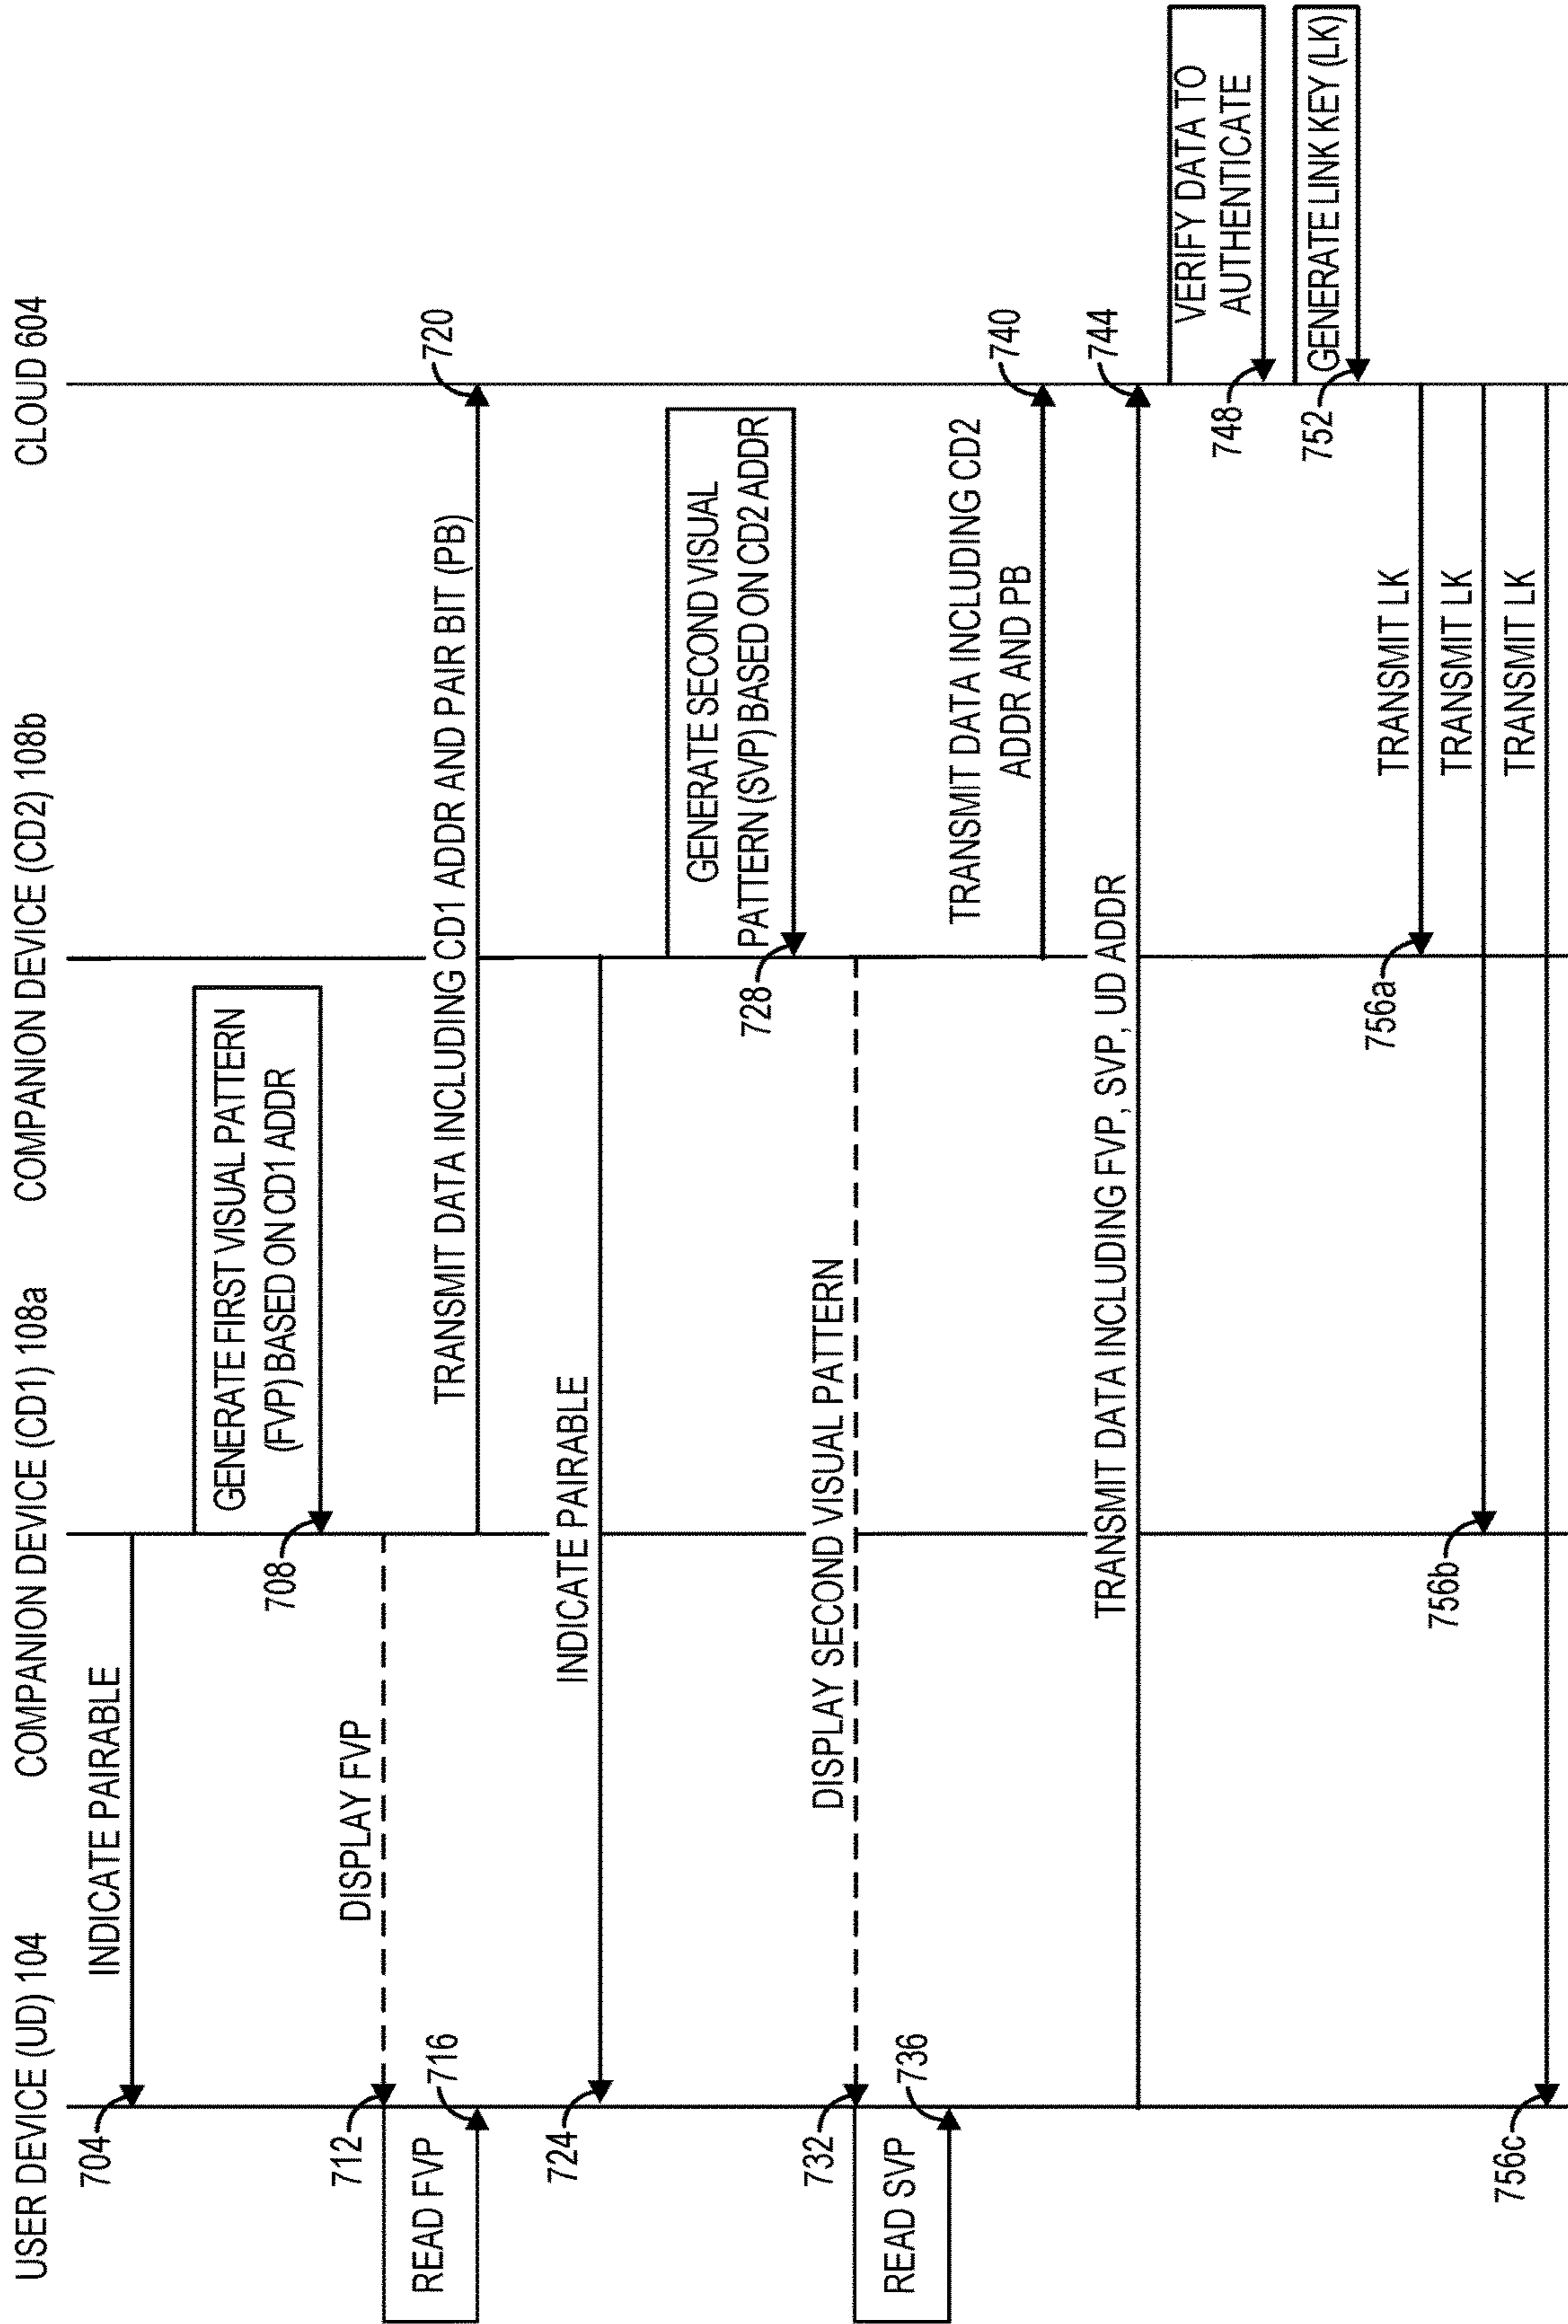 USER DEVICE (UD) 104
COMPANION DEVICE (CD1) 108a
COMPANION DEVICE (CD2) 108b
CLOUD 604
704
INDICATE PAIRABLE
GENERATE FIRST VISUAL PATTERN
(FVP) BASED ON CD1 ADDR
708
712
DISPLAY FVP
READ FVP
716
TRANSMIT DATA INCLUDING CD1 ADDR AND PAIR BIT (PB)
720
724
INDICATE PAIRABLE
GENERATE SECOND VISUAL
PATTERN (SVP) BASED ON CD2 ADDR
728
732
DISPLAY SECOND VISUAL PATTERN
READ SVP
736
TRANSMIT DATA INCLUDING CD2
ADDR AND PB
740
TRANSMIT DATA INCLUDING FVP, SVP, UD ADDR
744
VERIFY DATA TO
AUTHENTICATE
748
GENERATE LINK KEY (LK)
752
756a
TRANSMIT LK
756b
TRANSMIT LK
756c
TRANSMIT LK